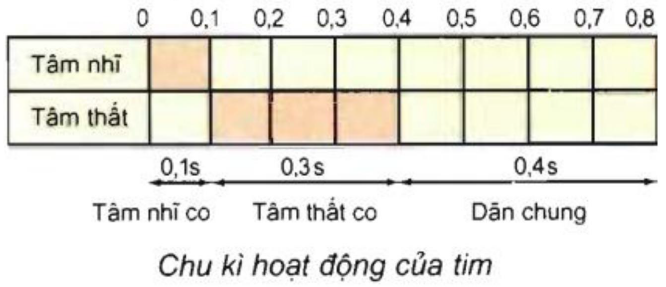 0 0,1 0,2 0,3 0,4 0,5 0,6 0,7 0,8
Tâm nhĩ
Tâm thất
0,1s 0,3s 0,4s
Tâm nhĩ co Tâm thất co Dãn chung
Chu kì hoạt động của tim